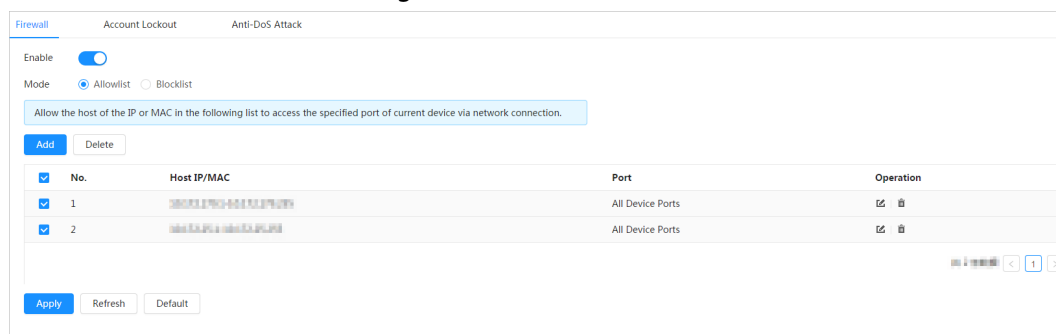 Firewall Account Lockout Anti-DoS Attack
Enable
Mode Allowlist Blocklist
Allow the host of the IP or MAC in the following list to access the specified port of current device via network connection.
Add Delete
No. Host IP/MAC Port Operation
1 All Device Ports
2 All Device Ports
1
Apply Refresh Default